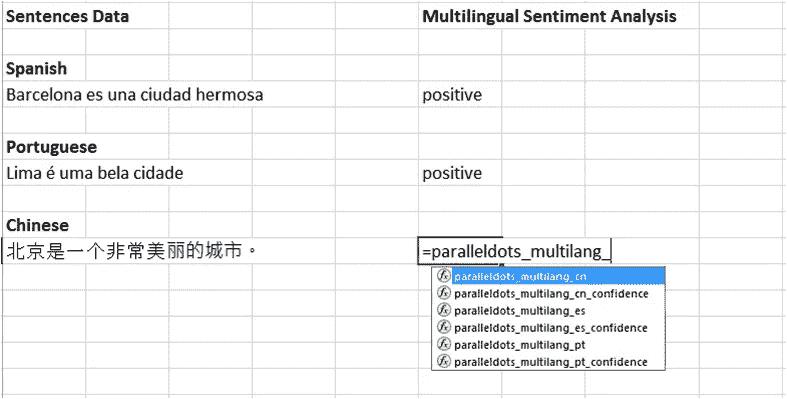 Sentences Data Multilingual Sentiment Analysis
Spanish
Barcelona es una ciudad hermosa positive
Portuguese
Lima é uma bela cidade positive
Chinese
北京是一个非常美丽的城市。 =paralleldots_multilang_
paralleldots_multilang_cn
paralleldots_multilang_cn_confidence
paralleldots_multilang_es
paralleldots_multilang_es_confidence
paralleldots_multilang_pt
paralleldots_multilang_pt_confidence